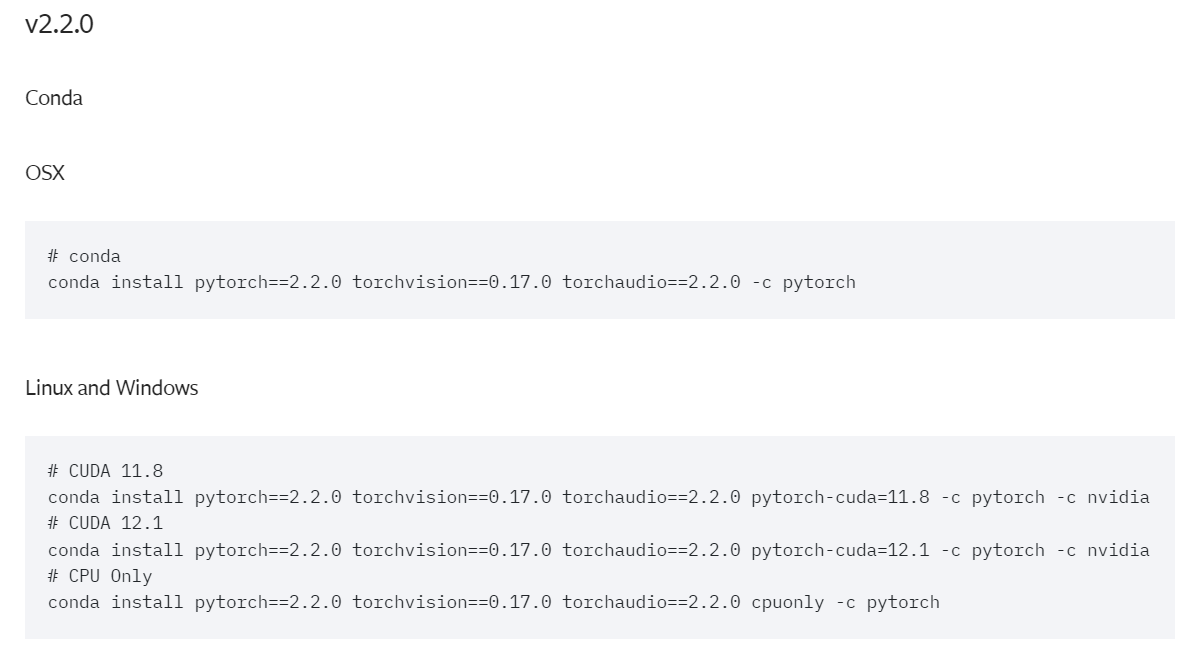 v2.2.0
Conda
OSX
# conda
conda install pytorch==2.2.0 torchvision==0.17.0 torchaudio==2.2.0 -c pytorch
Linux and Windows
# CUDA 11.8
conda install pytorch==2.2.0 torchvision==0.17.0 torchaudio==2.2.0 pytorch-cuda=11.8 -c pytorch -c nvidia
# CUDA 12.1
conda install pytorch==2.2.0 torchvision==0.17.0 torchaudio==2.2.0 pytorch-cuda=12.1 -c pytorch -c nvidia
# CPU Only
conda install pytorch==2.2.0 torchvision==0.17.0 torchaudio==2.2.0 cpuonly -c pytorch